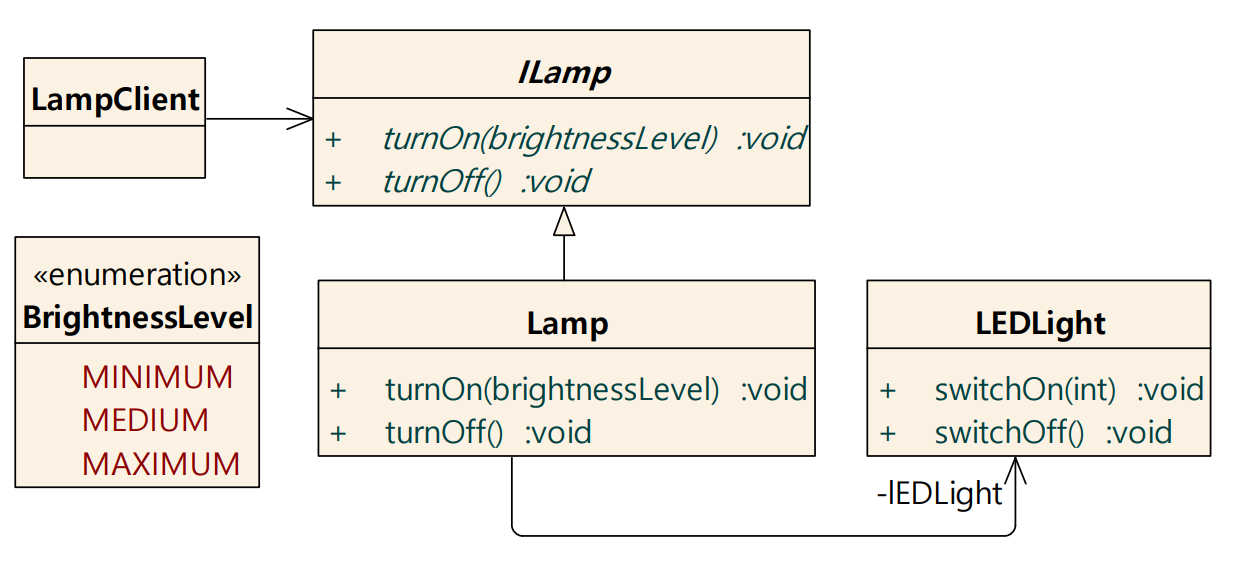 LampClient
ILamp
+ turnOn(brightnessLevel) :void
+ turnOff() :void
«enumeration»
BrightnessLevel
MINIMUM
MEDIUM
MAXIMUM
Lamp
+ turnOn(brightnessLevel) :void
+ turnOff() :void
LEDLight
+ switchOn(int) :void
+ switchOff() :void
-lEDLight